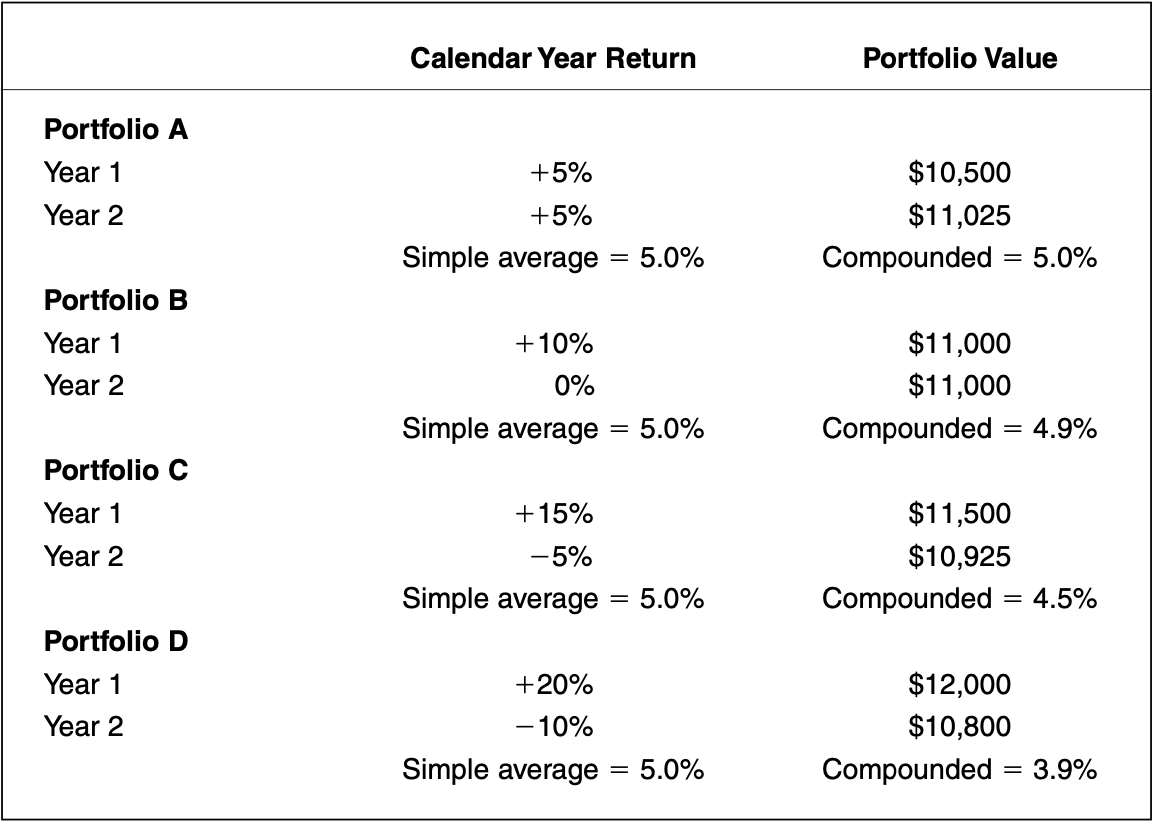 Calendar Year Return Portfolio Value
Portfolio A
Year 1 +5% $10,500
Year 2 +5% $11,025
Simple average = 5.0% Compounded = 5.0%
Portfolio B
Year 1 +10% $11,000
Year 2 0% $11,000
Simple average = 5.0% Compounded = 4.9%
Portfolio C
Year 1 +15% $11,500
Year 2 −5% $10,925
Simple average = 5.0% Compounded = 4.5%
Portfolio D
Year 1 +20% $12,000
Year 2 −10% $10,800
Simple average = 5.0% Compounded = 3.9%